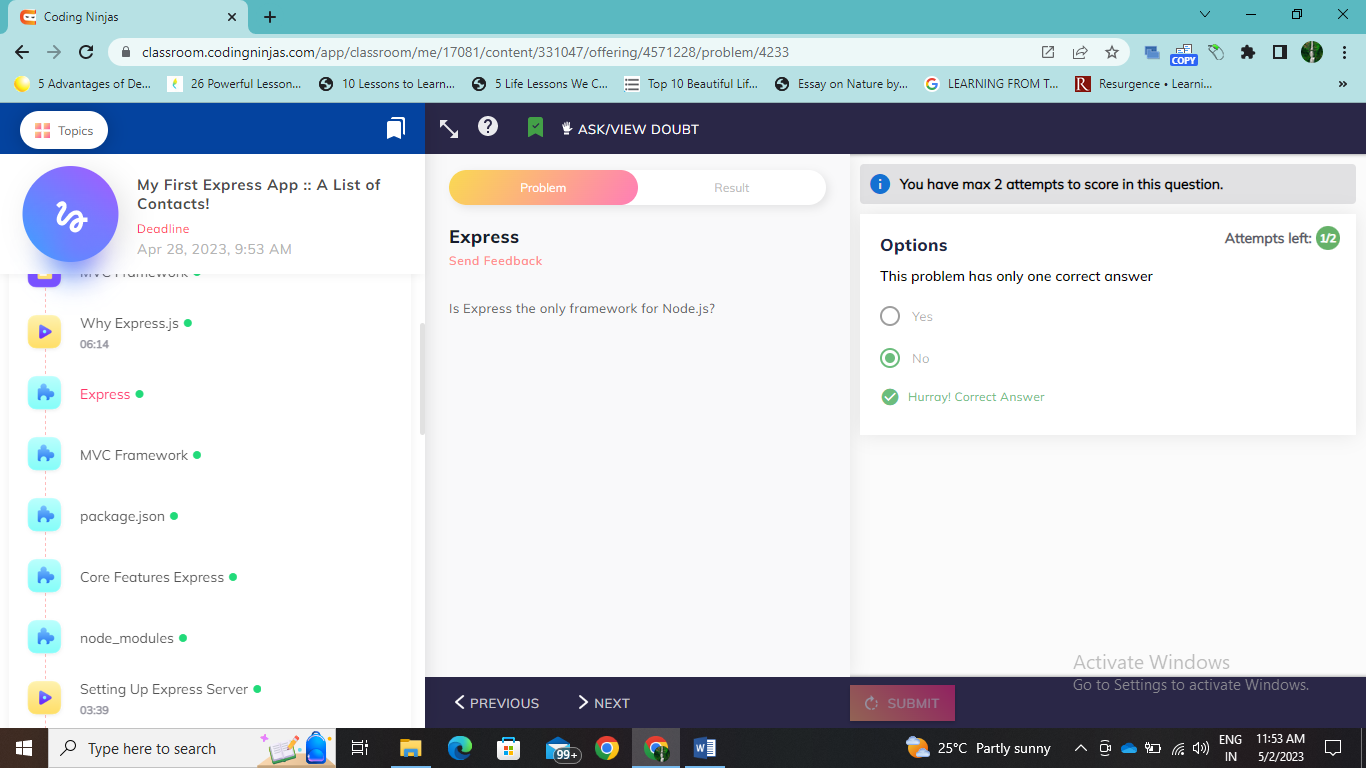 Coding Ninjas
classroom.codingninjas.com/app/classroom/me/17081/content/331047/offering/4571228/problem/4233
COPY
5 Advantages of De...
26 Powerful Lesson...
10 Lessons to Learn...
5 Life Lessons We C...
Top 10 Beautiful Lif...
Essay on Nature by...
LEARNING FROM T...
Resurgence • Learni...
»
Topics
ASK/VIEW DOUBT
My First Express App :: A List of
Contacts!
Deadline
Apr 28, 2023, 9:53 AM
MVC Framework
Why Express.js
06:14
Express
MVC Framework
package.json
Core Features Express
node_modules
Setting Up Express Server
03:39
Problem
Result
Express
Send Feedback
Is Express the only framework for Node.js?
You have max 2 attempts to score in this question.
Options
Attempts left: 1/2
This problem has only one correct answer
Yes
No
Hurray! Correct Answer
Activate Windows
Go to Settings to activate Windows.
PREVIOUS
NEXT
SUBMIT
Type here to search
99+
25°C Partly sunny
ENG
IN
11:53 AM
5/2/2023